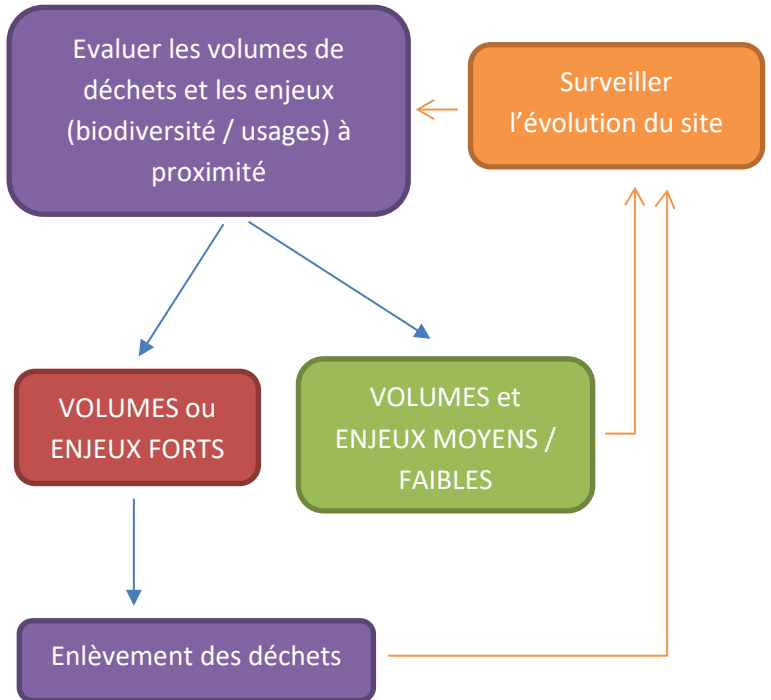 Evaluer les volumes de
déchets et les enjeux
(biodiversité / usages) à
proximité
Surveiller
l'évolution du site
VOLUMES ou
ENJEUX FORTS
VOLUMES et
ENJEUX MOYENS /
FAIBLES
Enlèvement des déchets